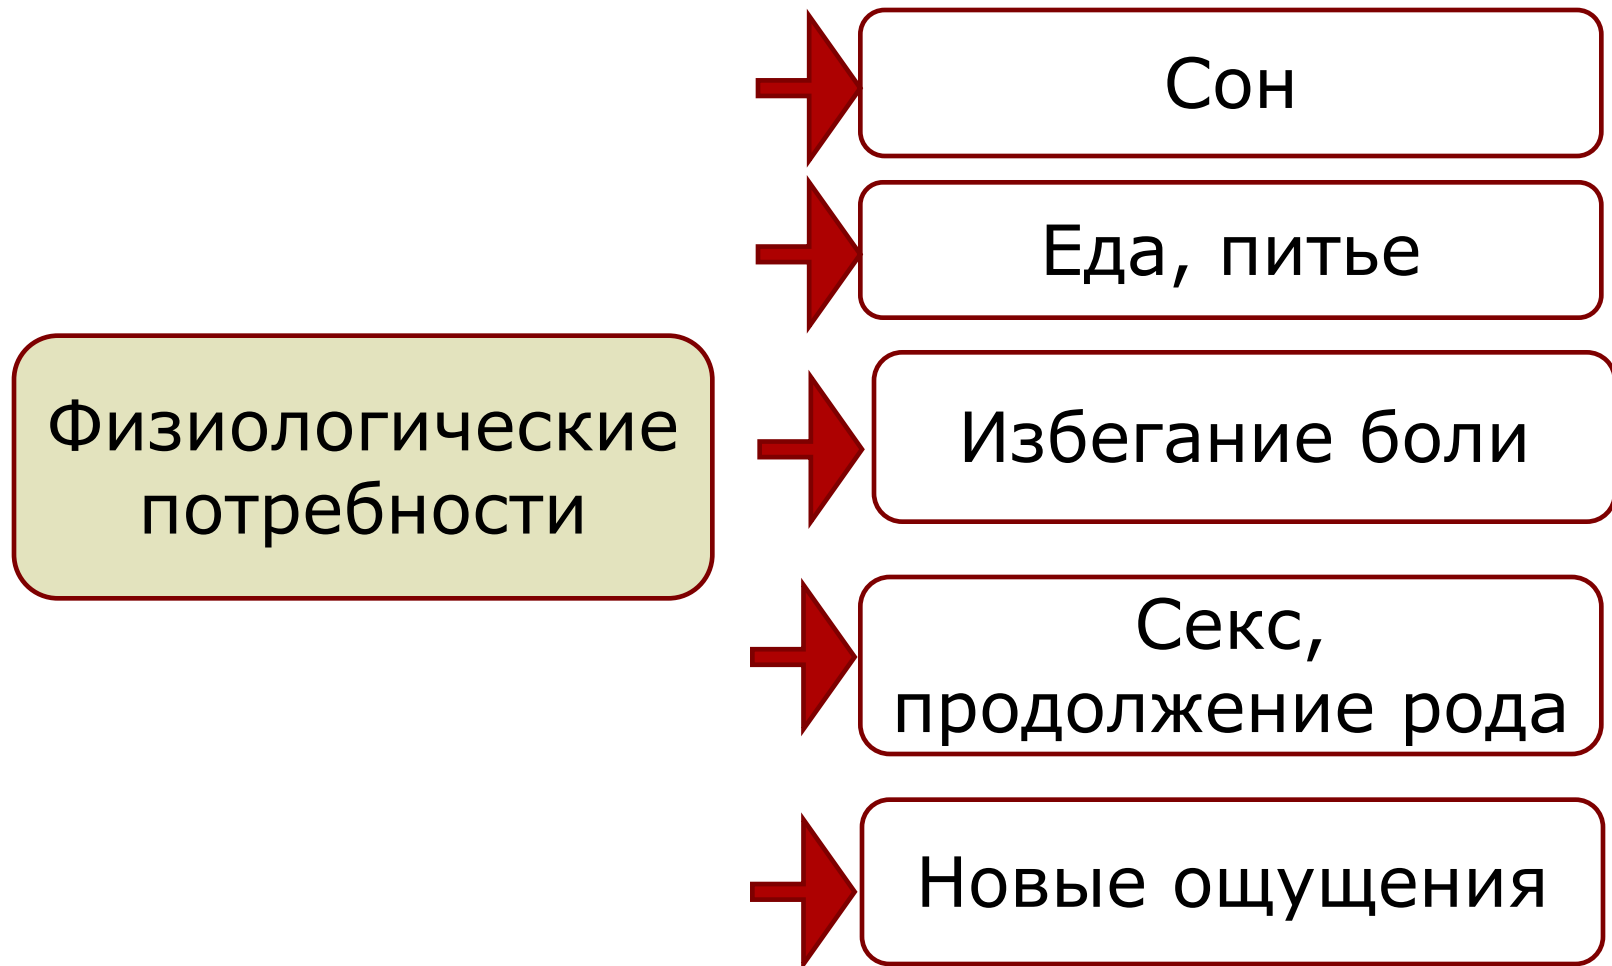 Физиологические
потребности
Сон
Еда, питье
Избегание боли
Секс,
продолжение рода
Новые ощущения